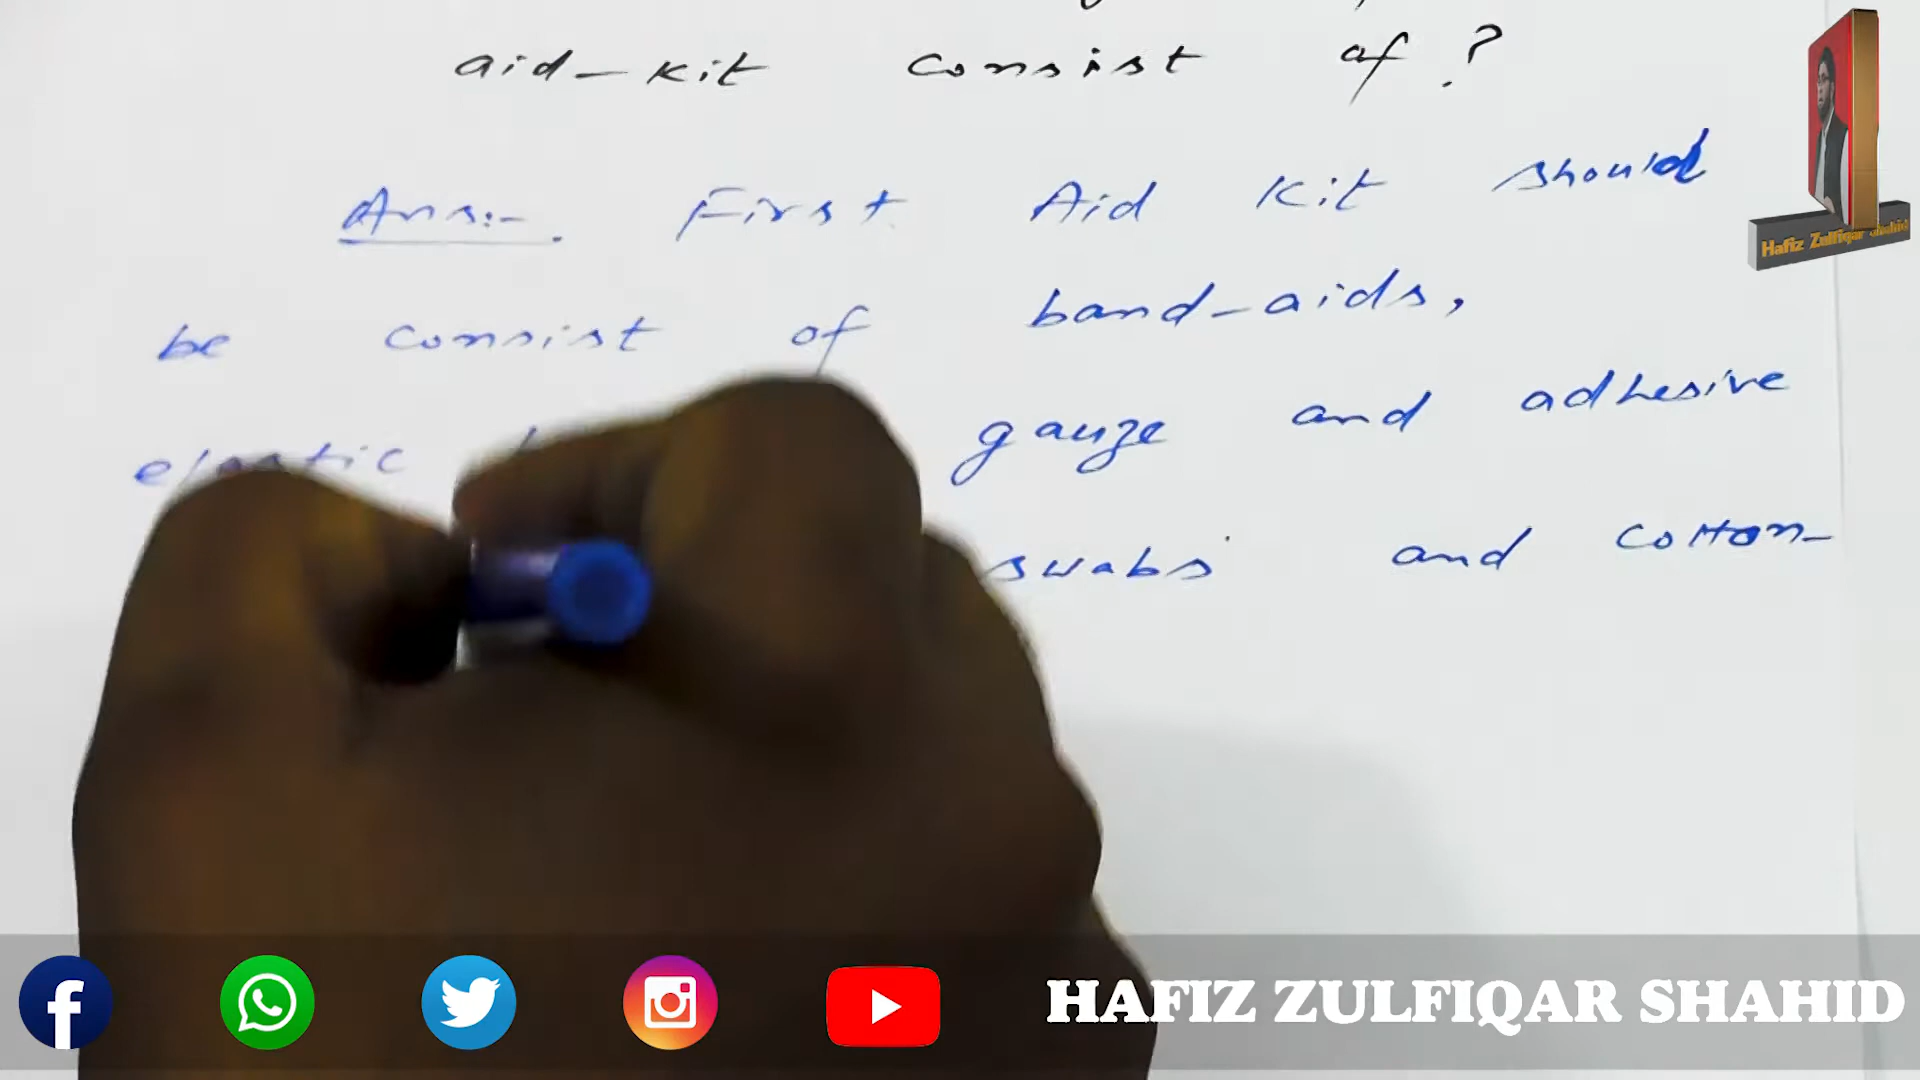 aid-kit consist of ?
Ans:- First Aid Kit should
be consist of band-aids,
elastic gauze and adhesive
swabs and cotton-
Hafiz Zulfiqar Shahid
HAFIZ ZULFIQAR SHAHID